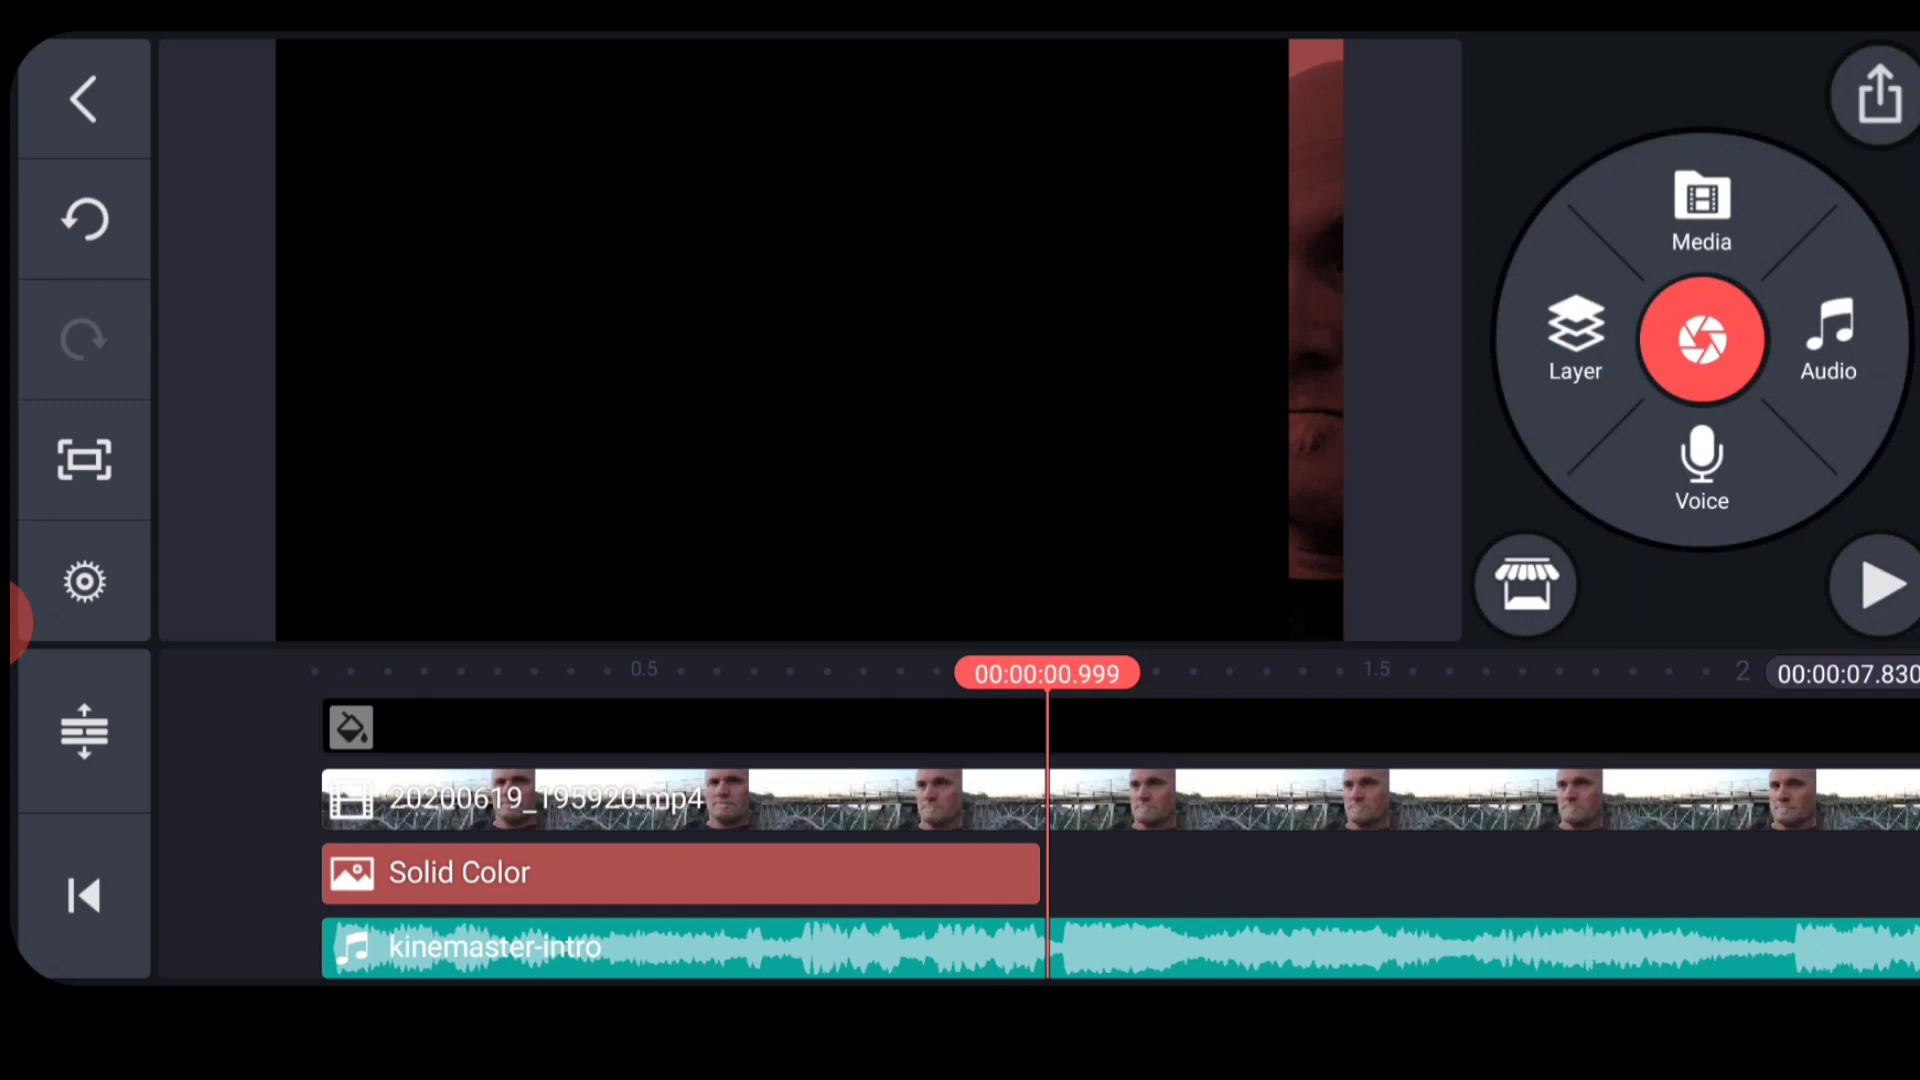 Media
Layer
Audio
Voice
0.5
00:00:00.999
1.5
2
00:00:07.830
20200619_195920.mp4
Solid Color
kinemaster-intro